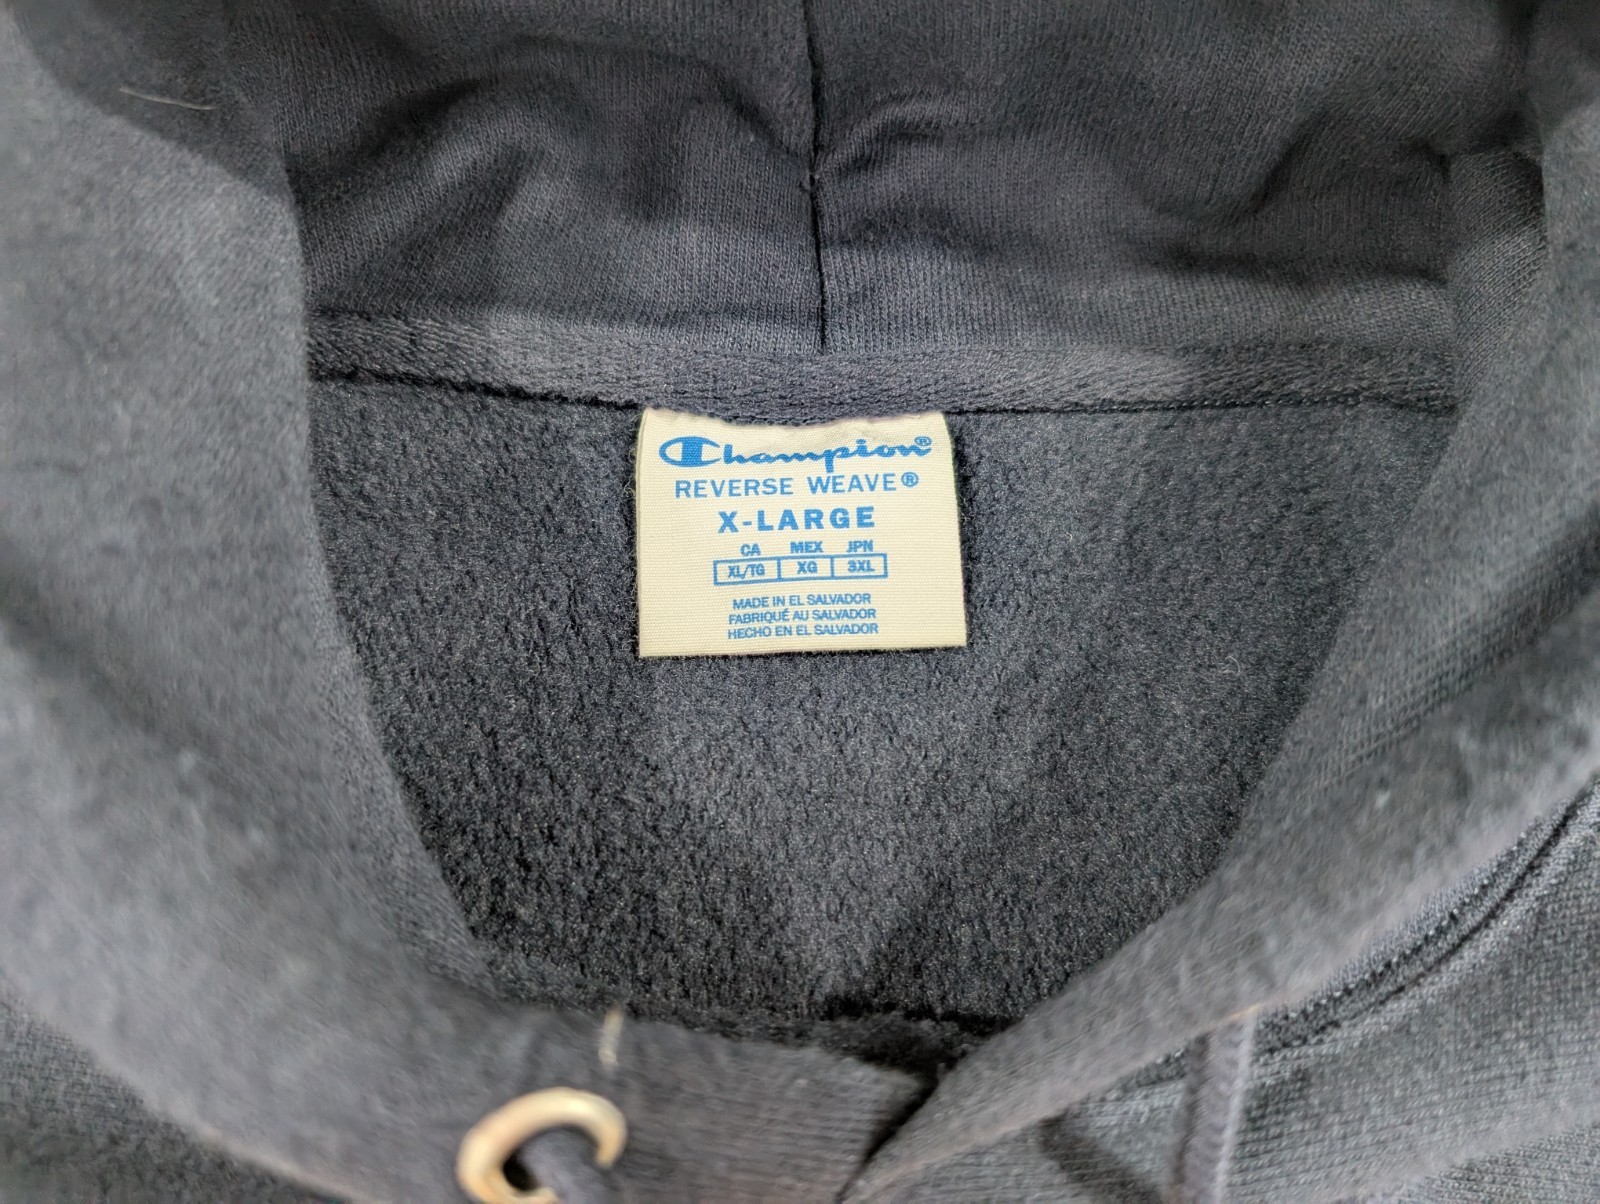 Champion®
REVERSE WEAVE®
X-LARGE
CA MEX JPN
XL/TG XG 3XL
MADE IN EL SALVADOR
FABRIQUÉ AU SALVADOR
HECHO EN EL SALVADOR